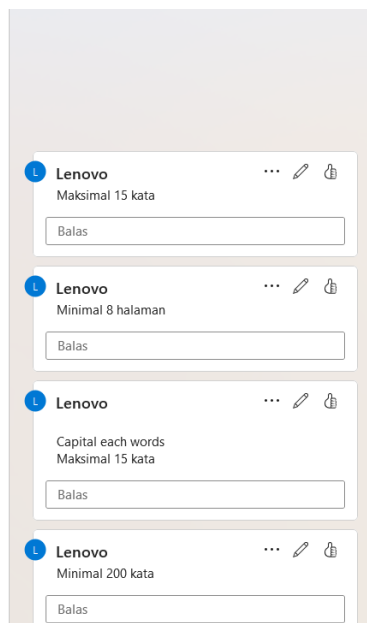 L Lenovo
Maksimal 15 kata
Balas
L Lenovo
Minimal 8 halaman
Balas
L Lenovo
Capital each words
Maksimal 15 kata
Balas
L Lenovo
Minimal 200 kata
Balas